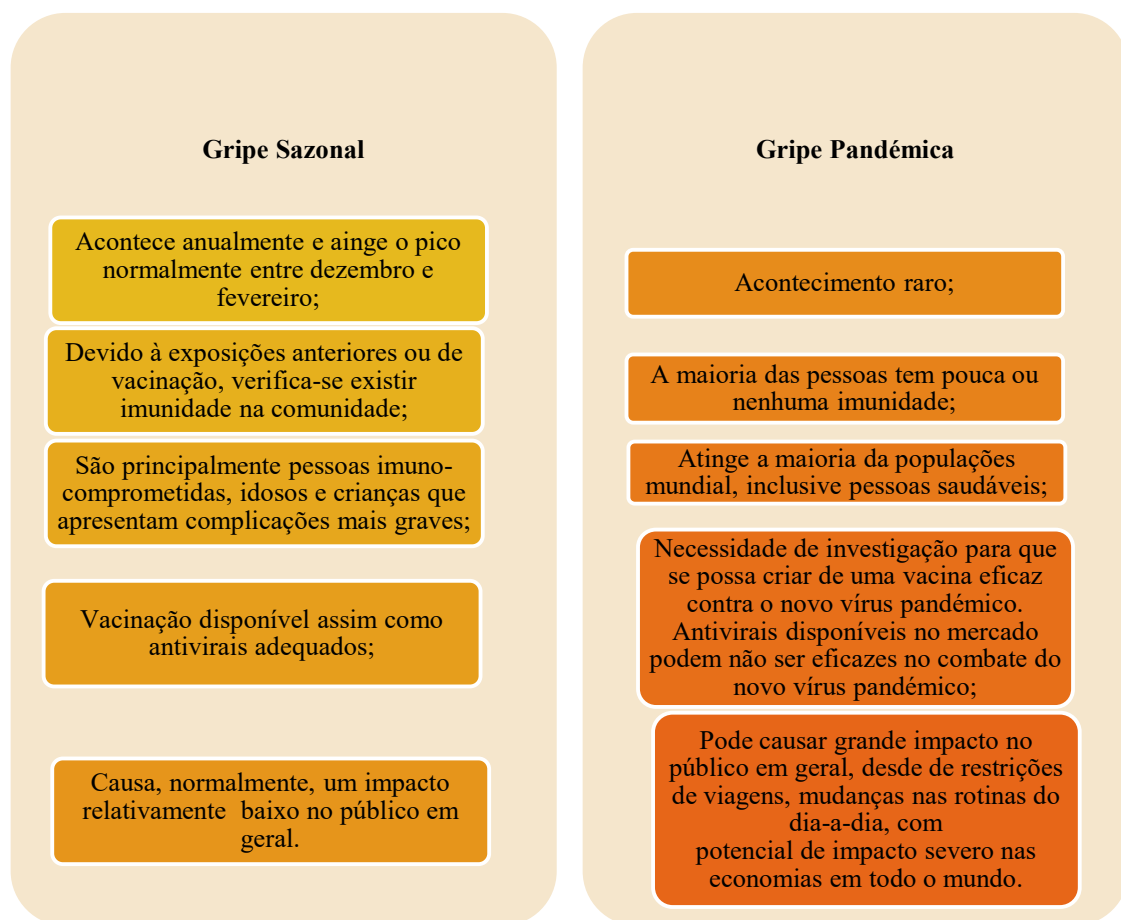 Gripe Sazonal
Acontece anualmente e ainge o pico
normalmente entre dezembro e
fevereiro;
Devido à exposições anteriores ou de
vacinação, verifica-se existir
imunidade na comunidade;
São principalmente pessoas imuno-
comprometidas, idosos e crianças que
apresentam complicações mais graves;
Vacinação disponível assim como
antivirais adequados;
Causa, normalmente, um impacto
relativamente baixo no público em
geral.
Gripe Pandémica
Acontecimento raro;
A maioria das pessoas tem pouca ou
nenhuma imunidade;
Atinge a maioria da populações
mundial, inclusive pessoas saudáveis;
Necessidade de investigação para que
se possa criar de uma vacina eficaz
contra o novo vírus pandémico.
Antivirais disponíveis no mercado
podem não ser eficazes no combate do
novo vírus pandémico;
Pode causar grande impacto no
público em geral, desde de restrições
de viagens, mudanças nas rotinas do
dia-a-dia, com
potencial de impacto severo nas
economias em todo o mundo.